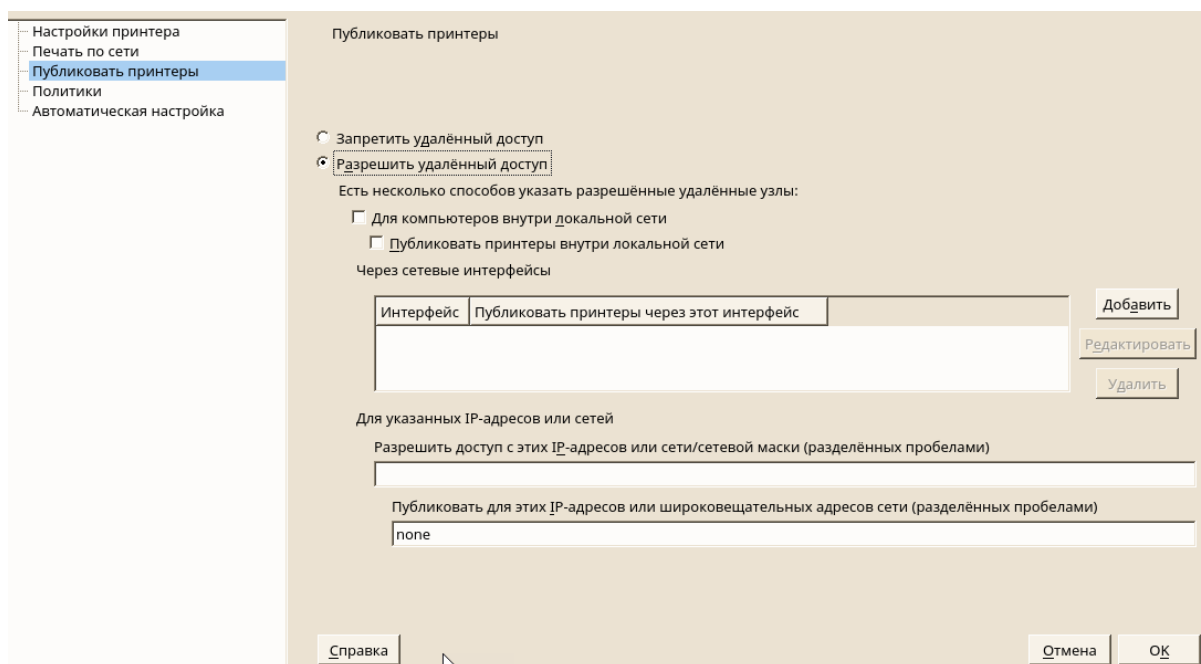 Настройки принтера
Печать по сети
Публиковать принтеры
Политики
Автоматическая настройка
Публиковать принтеры
Запретить удалённый доступ
Разрешить удалённый доступ
Есть несколько способов указать разрешённые удалённые узлы:
Для компьютеров внутри локальной сети
Публиковать принтеры внутри локальной сети
Через сетевые интерфейсы
Интерфейс Публиковать принтеры через этот интерфейс
Добавить
Редактировать
Удалить
Для указанных IP-адресов или сетей
Разрешить доступ с этих IP-адресов или сети/сетевой маски (разделённых пробелами)
Публиковать для этих IP-адресов или широковещательных адресов сети (разделённых пробелами)
none
Справка Отмена OK